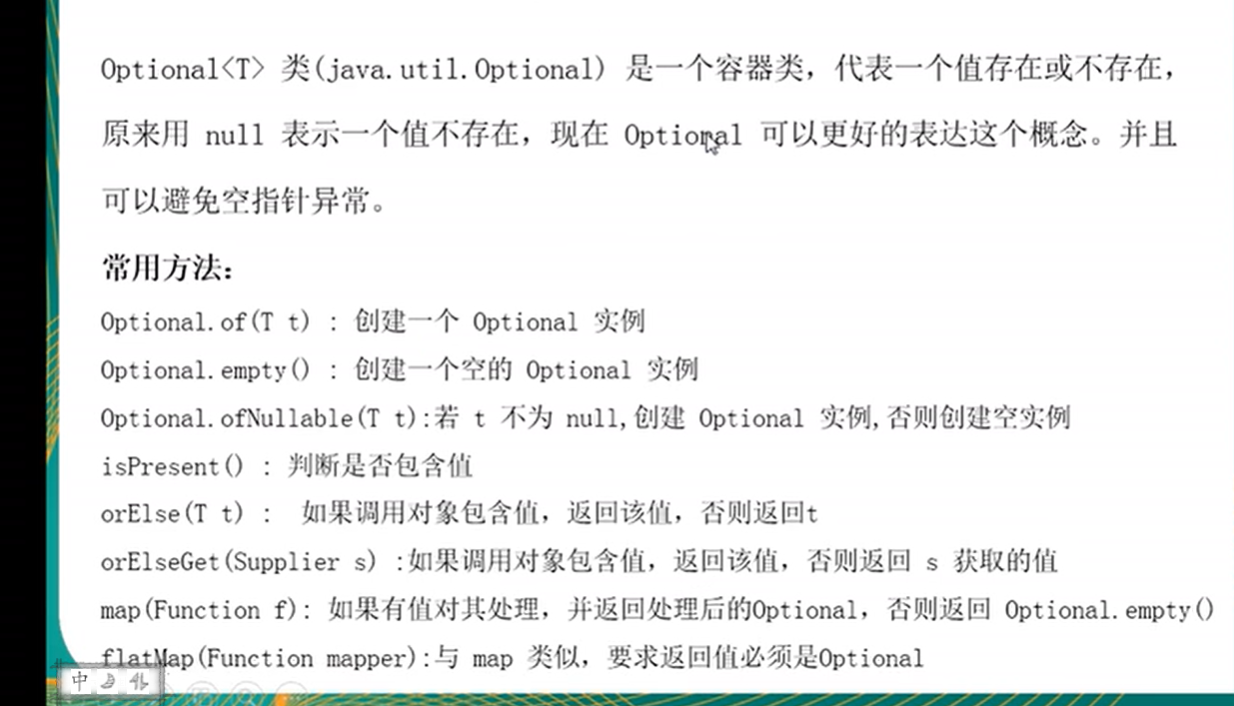 Optional<T> 类(java.util.Optional) 是一个容器类，代表一个值存在或不存在，
原来用 null 表示一个值不存在，现在 Optional 可以更好的表达这个概念。并且
可以避免空指针异常。
常用方法：
Optional.of(T t) : 创建一个 Optional 实例
Optional.empty() : 创建一个空的 Optional 实例
Optional.ofNullable(T t):若 t 不为 null,创建 Optional 实例,否则创建空实例
isPresent() : 判断是否包含值
orElse(T t) :  如果调用对象包含值，返回该值，否则返回t
orElseGet(Supplier s) :如果调用对象包含值，返回该值，否则返回 s 获取的值
map(Function f): 如果有值对其处理，并返回处理后的Optional，否则返回 Optional.empty()
flatMap(Function mapper):与 map 类似，要求返回值必须是Optional
中